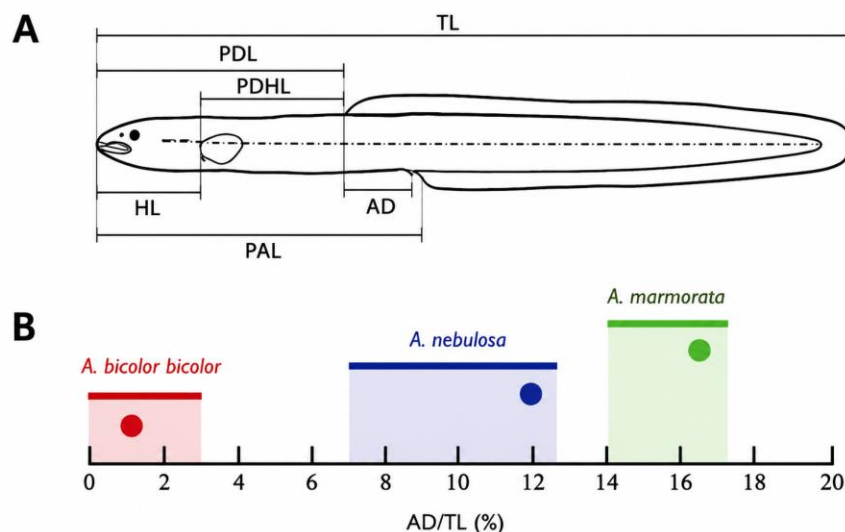 A
TL
PDL
PDHL
HL
AD
PAL
B
A. marmorata
A. nebulosa
A. bicolor bicolor
0 2 4 6 8 10 12 14 16 18 20
AD/TL (%)